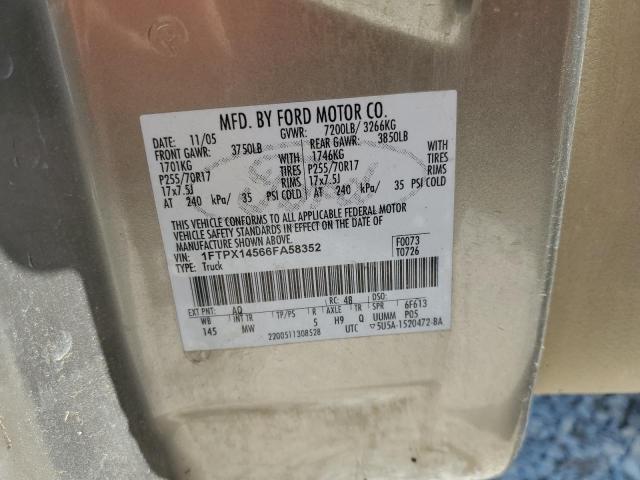 MFD. BY FORD MOTOR CO.
DATE: 11/05 GVWR: 7200LB/ 3266KG
FRONT GAWR: 3750LB REAR GAWR: 3850LB
1701KG WITH 1746KG WITH
P255/70R17 TIRES P255/70R17 TIRES
17x7.5J RIMS 17x7.5J RIMS
AT 240 kPa/ 35 PSI COLD AT 240 kPa/ 35 PSI COLD
THIS VEHICLE CONFORMS TO ALL APPLICABLE FEDERAL MOTOR
VEHICLE SAFETY STANDARDS IN EFFECT ON THE DATE OF
MANUFACTURE SHOWN ABOVE.
VIN: 1FTPX14566FA58352 F0073
TYPE: Truck T0726
EXT PNT: AQ RC: 48 DSO:
WB INT TR TP/PS R AXLE TR SPR 6F613
145 MW 5 H9 Q UUMM P05
2200511308528 UTC ▽5U5A-1520472-BA
Ford